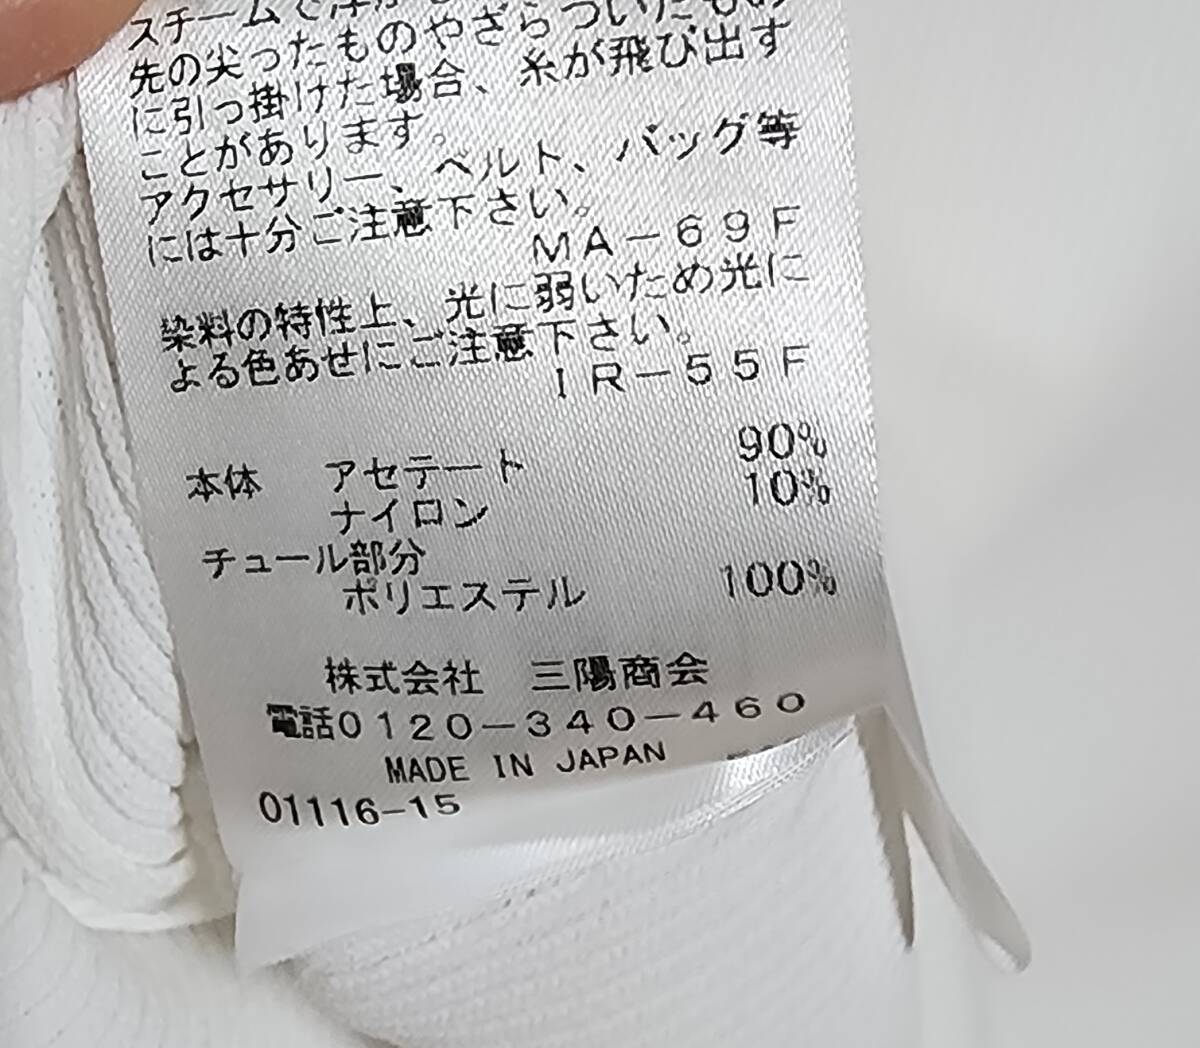 スチームで浮か
先の尖ったものやざらついたもの
に引っ掛けた場合、糸が飛び出す
ことがあります。
アクセサリー、ベルト、バッグ等
には十分ご注意下さい。
MA-69F
染料の特性上、光に弱いため光に
よる色あせにご注意下さい。
IR-55F
本体 アセテート 90%
ナイロン 10%
チュール部分
ポリエステル 100%
株式会社 三陽商会
電話0120-340-460
MADE IN JAPAN
01116-15